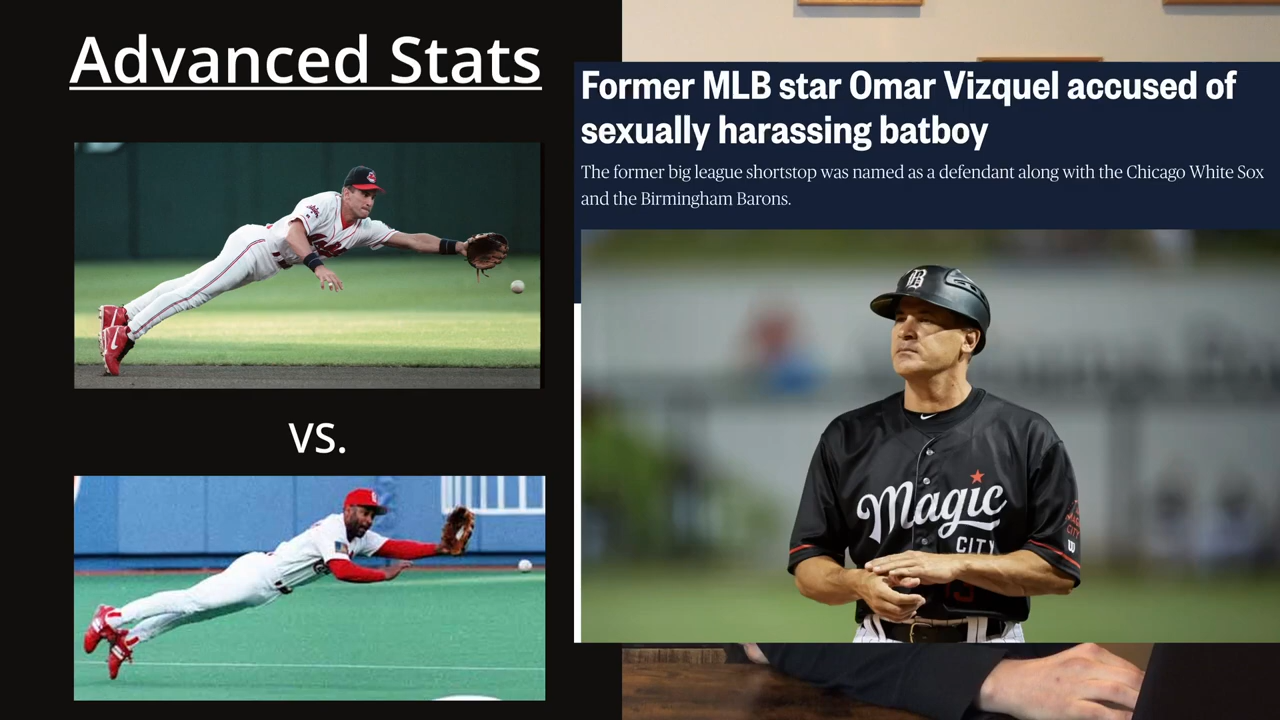 Advanced Stats
vs.
Former MLB star Omar Vizquel accused of
sexually harassing batboy
The former big league shortstop was named as a defendant along with the Chicago White Sox
and the Birmingham Barons.
B
Magic
CITY